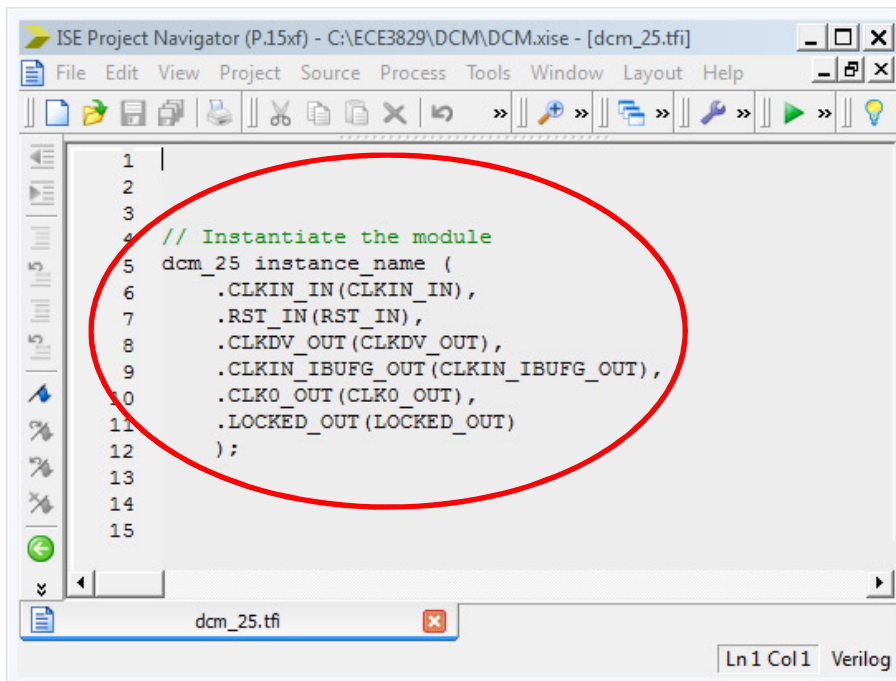 ISE Project Navigator (P.15xf) - C:\ECE3829\DCM\DCM.xise - [dcm_25.tfi]
File Edit View Project Source Process Tools Window Layout Help
1
2
3
4 // Instantiate the module
5 dcm_25 instance_name (
6 .CLKIN_IN(CLKIN_IN),
7 .RST_IN(RST_IN),
8 .CLKDV_OUT(CLKDV_OUT),
9 .CLKIN_IBUFG_OUT(CLKIN_IBUFG_OUT),
10 .CLK0_OUT(CLK0_OUT),
11 .LOCKED_OUT(LOCKED_OUT)
12 );
13
14
15
dcm_25.tfi
Ln 1 Col 1 Verilog